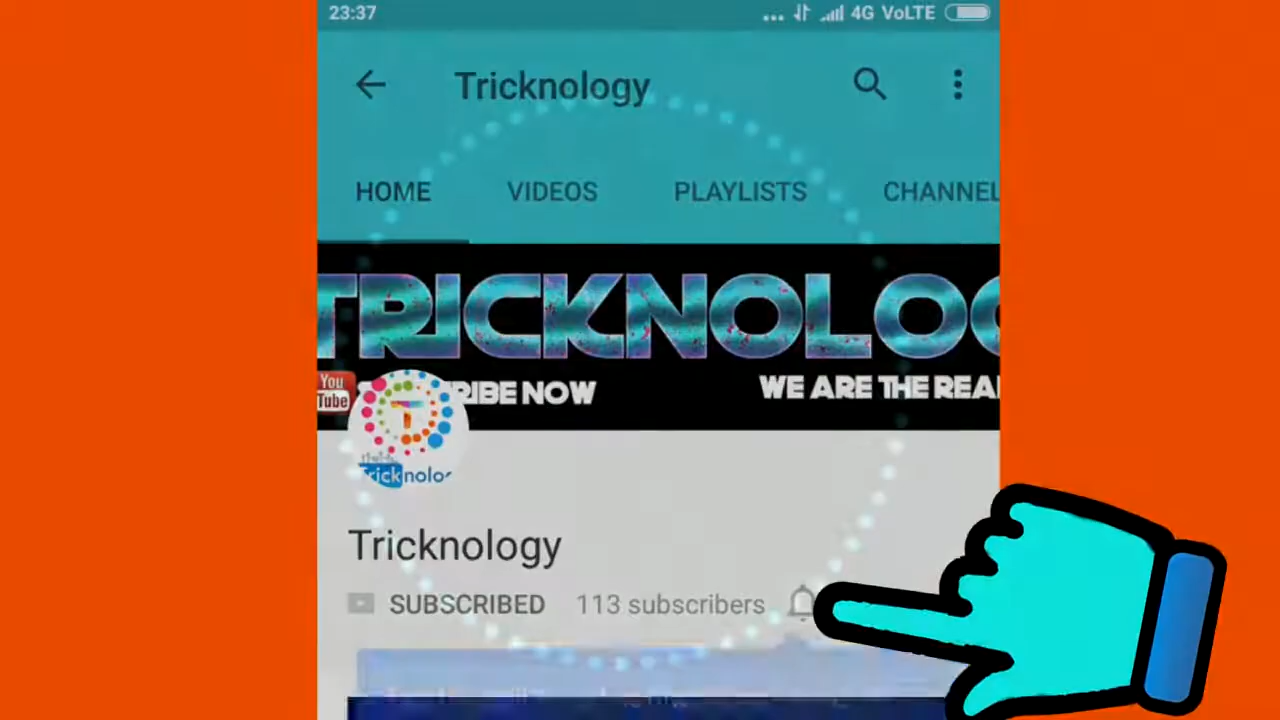 23:37 ... 4G VoLTE
Tricknology
HOME VIDEOS PLAYLISTS CHANNEL
TRICKNOLOG
You
Tube
RIBE NOW WE ARE THE REA
Tricknology
SUBSCRIBED 113 subscribers